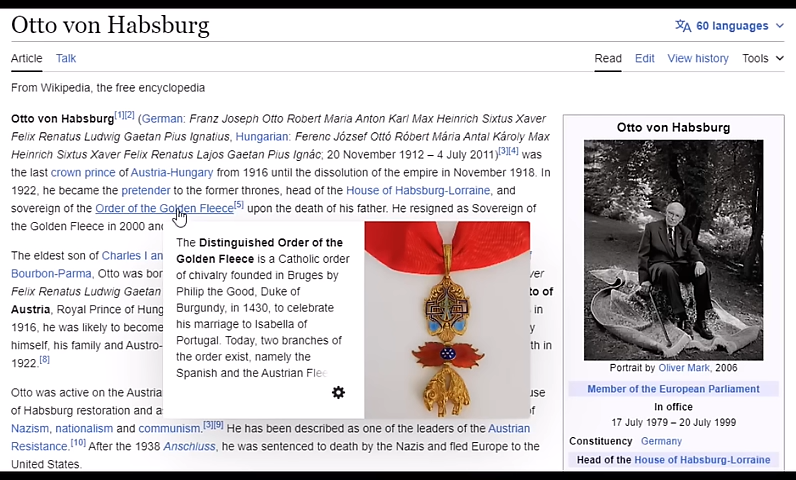 Otto von Habsburg
60 languages
Article
Talk
Read
Edit
View history
Tools
From Wikipedia, the free encyclopedia
Otto von Habsburg[1][2] (German: Franz Joseph Otto Robert Maria Anton Karl Max Heinrich Sixtus Xaver
Felix Renatus Ludwig Gaetan Pius Ignatius, Hungarian: Ferenc József Ottó Róbert Mária Antal Károly Max
Heinrich Sixtus Xaver Felix Renatus Lajos Gaetan Pius Ignác; 20 November 1912 – 4 July 2011)[3][4] was
the last crown prince of Austria-Hungary from 1916 until the dissolution of the empire in November 1918. In
1922, he became the pretender to the former thrones, head of the House of Habsburg-Lorraine, and
sovereign of the Order of the Golden Fleece[5] upon the death of his father. He resigned as Sovereign of
the Golden Fleece in 2000 and
The eldest son of Charles I an
Bourbon-Parma, Otto was bor
ver
Felix Renatus Ludwig Gaetan
to of
Austria, Royal Prince of Hung
in
1916, he was likely to become
himself, his family and Austro-
th in
1922.[8]
Otto was active on the Austria
use
of Habsburg restoration and a
of
Nazism, nationalism and communism.[3][9] He has been described as one of the leaders of the Austrian
Resistance.[10] After the 1938 Anschluss, he was sentenced to death by the Nazis and fled Europe to the
United States.
The Distinguished Order of the
Golden Fleece is a Catholic order
of chivalry founded in Bruges by
Philip the Good, Duke of
Burgundy, in 1430, to celebrate
his marriage to Isabella of
Portugal. Today, two branches of
the order exist, namely the
Spanish and the Austrian Flee
Otto von Habsburg
Portrait by Oliver Mark, 2006
Member of the European Parliament
In office
17 July 1979 – 20 July 1999
Constituency Germany
Head of the House of Habsburg-Lorraine